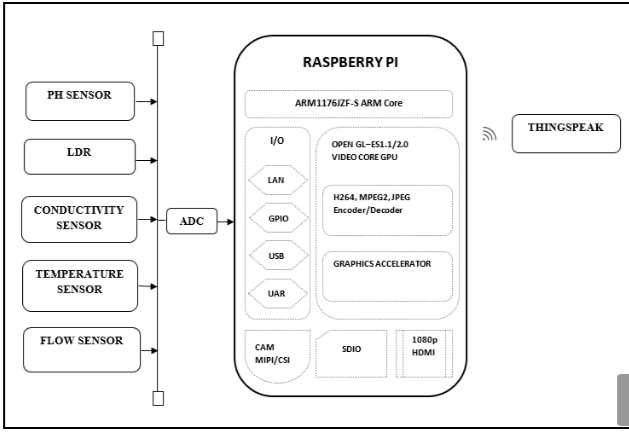 RASPBERRY PI
ARM1176JZF-S ARM Core
PH SENSOR
LDR
CONDUCTIVITY
SENSOR
TEMPERATURE
SENSOR
FLOW SENSOR
ADC
I/O
LAN
GPIO
USB
UAR
OPEN GL–ES1.1/2.0
VIDEO CORE GPU
H264, MPEG2,JPEG
Encoder/Decoder
GRAPHICS ACCELERATOR
CAM
MIPI/CSI
SDIO
1080p
HDMI
THINGSPEAK